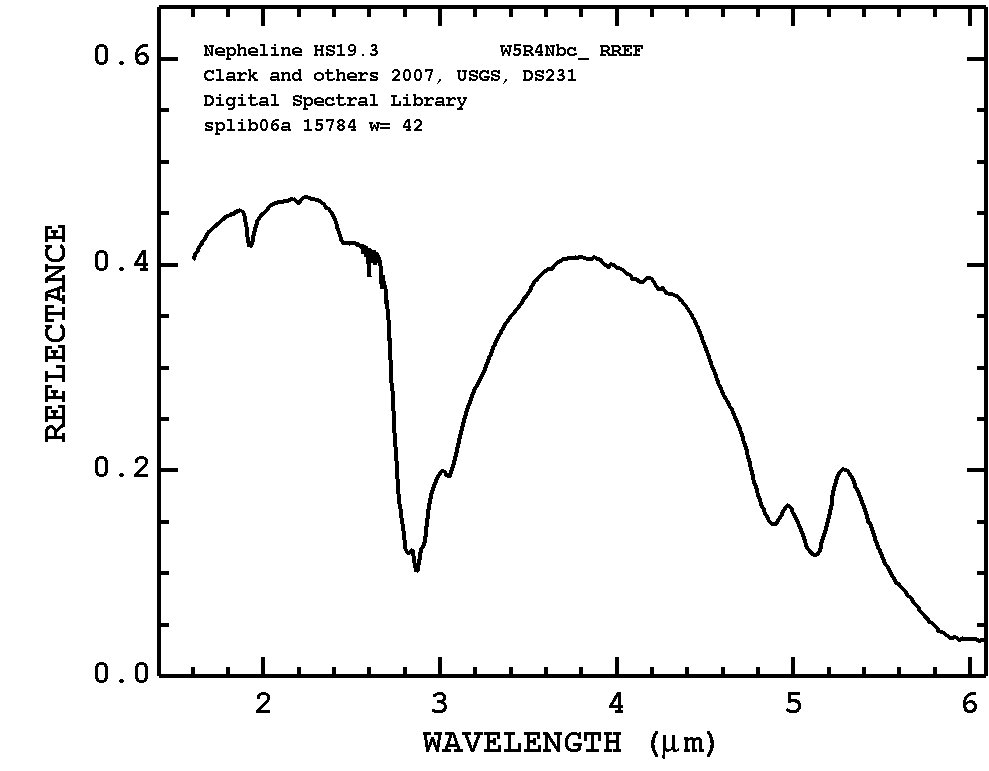 Nepheline HS19.3 W5R4Nbc_ RREF
Clark and others 2007, USGS, DS231
Digital Spectral Library
splib06a 15784 w= 42
0.6
0.4
0.2
0.0
REFLECTANCE
2 3 4 5 6
WAVELENGTH (μm)